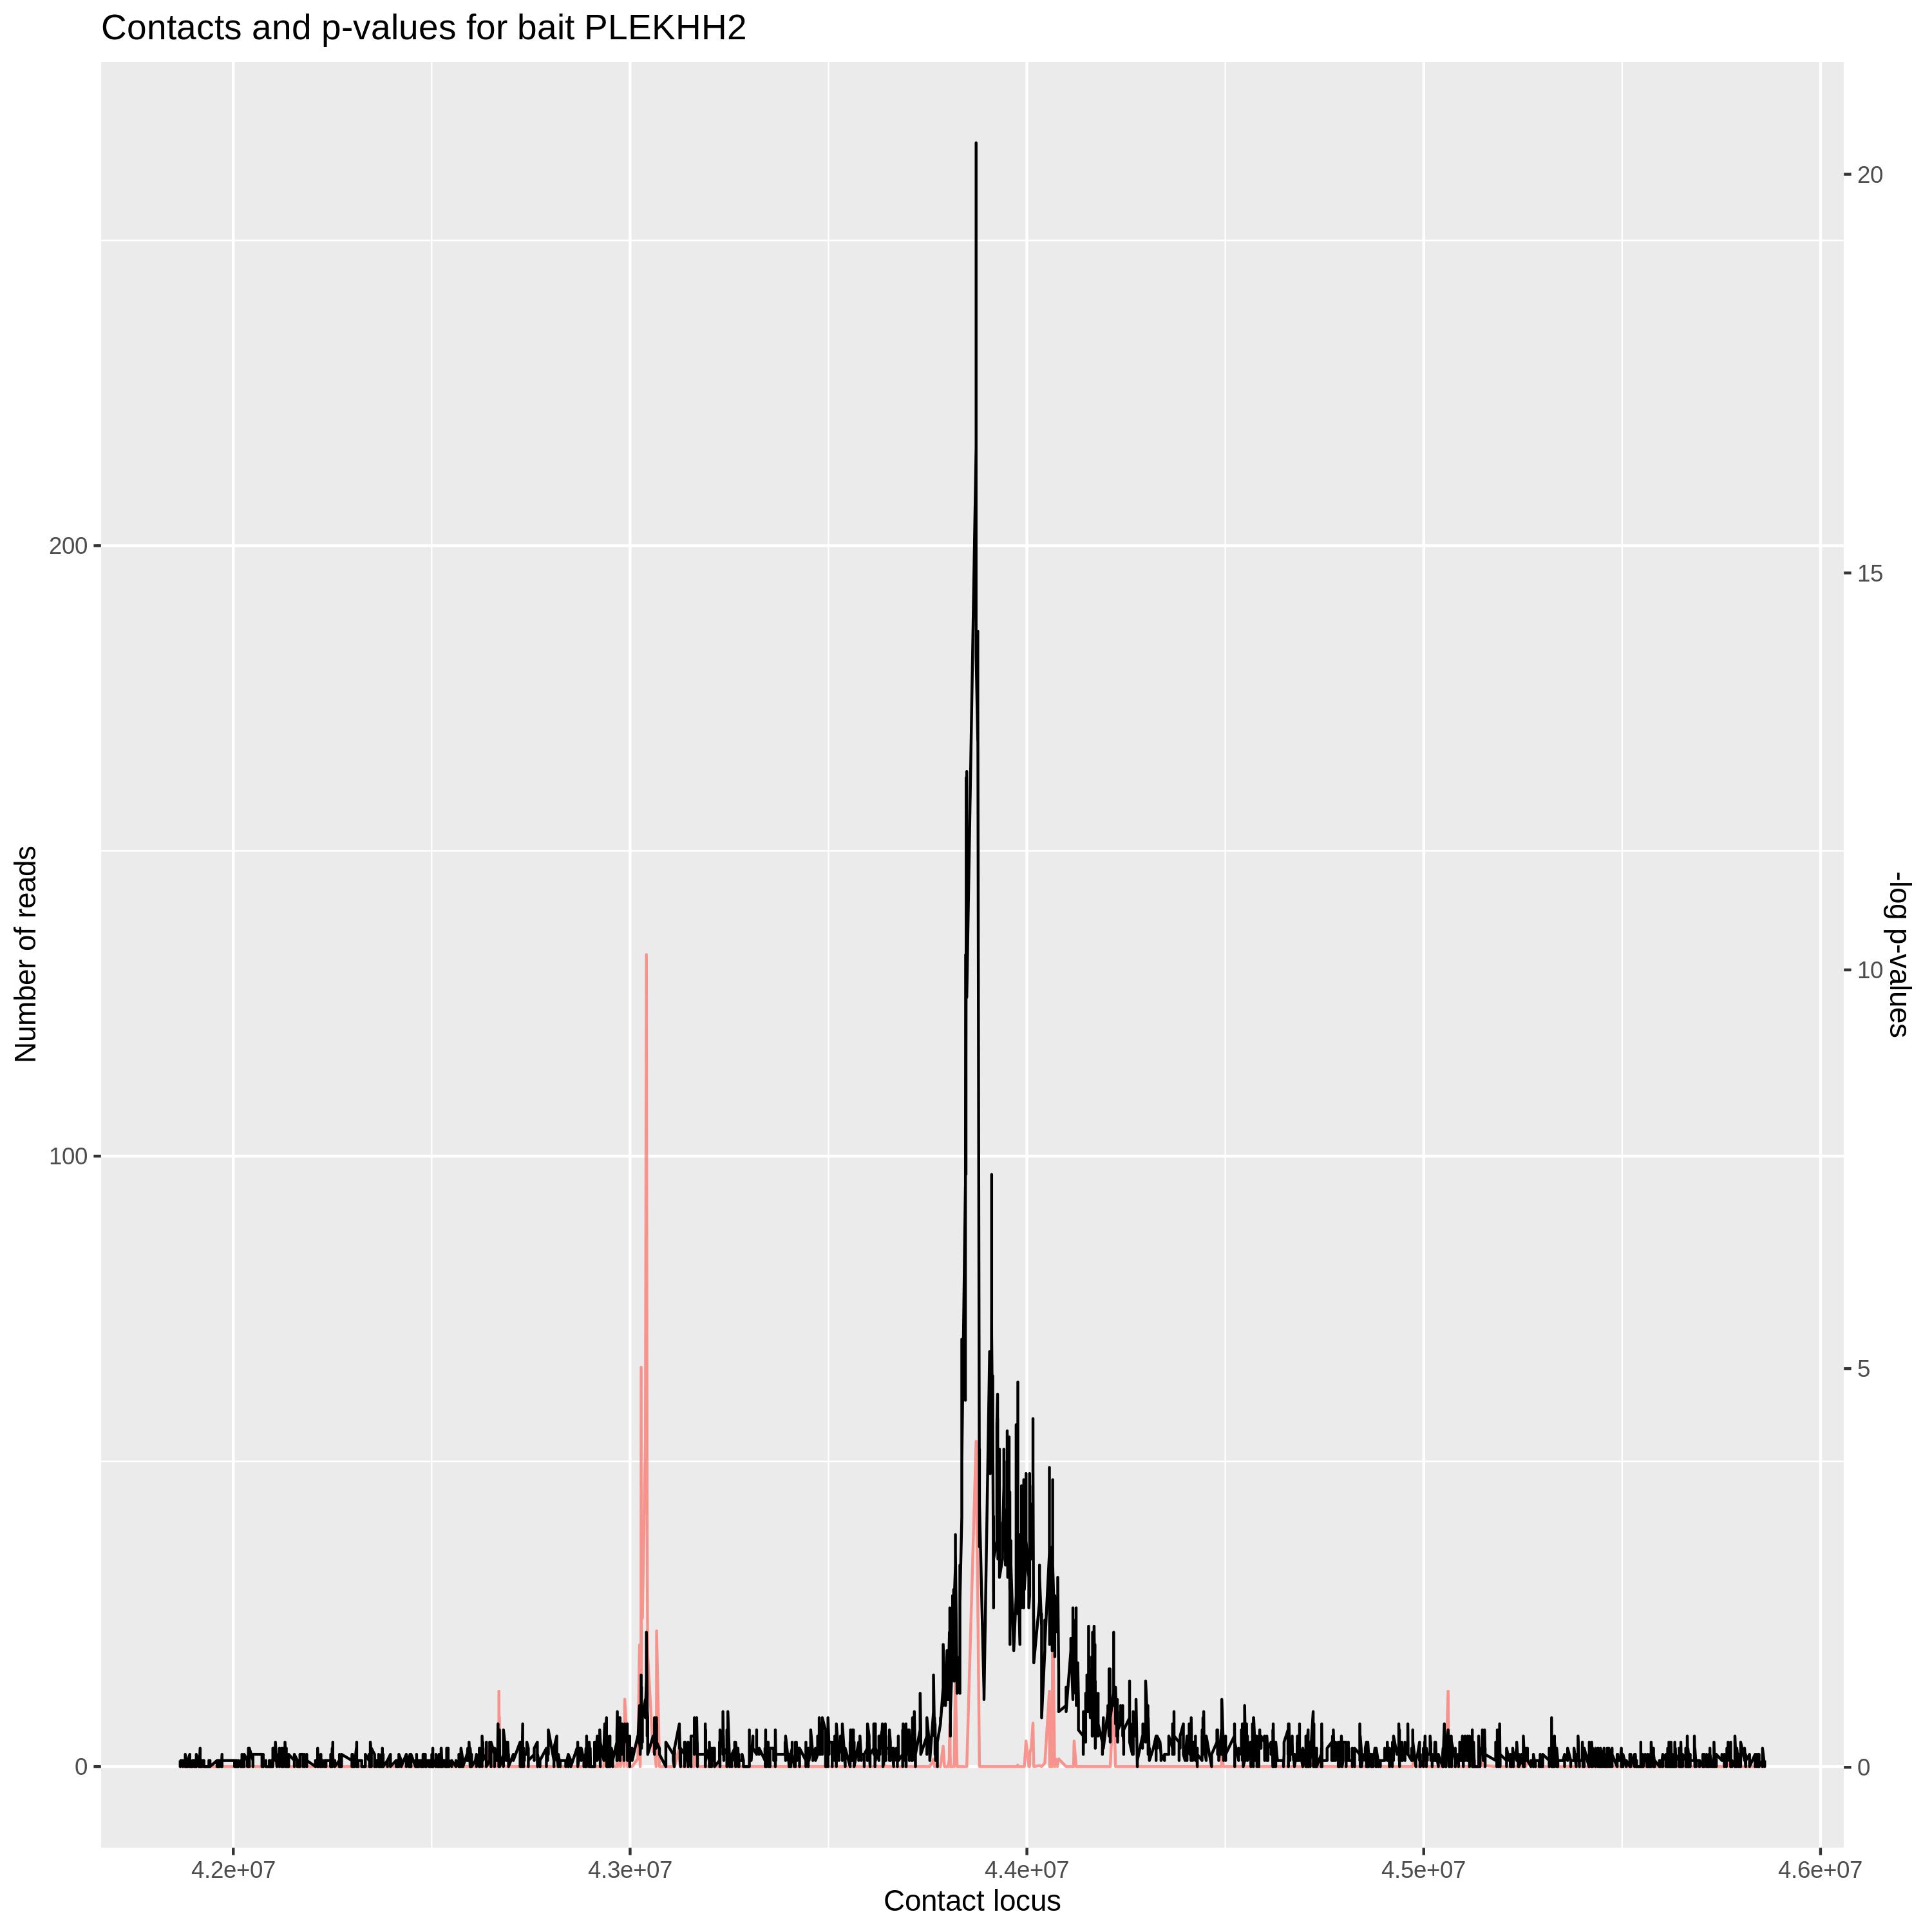 Contacts and p-values for bait PLEKHH2
20
200
15
Number of reads
-log p-values
10
100
5
0
0
4.2e+07
4.3e+07
4.4e+07
4.5e+07
4.6e+07
Contact locus